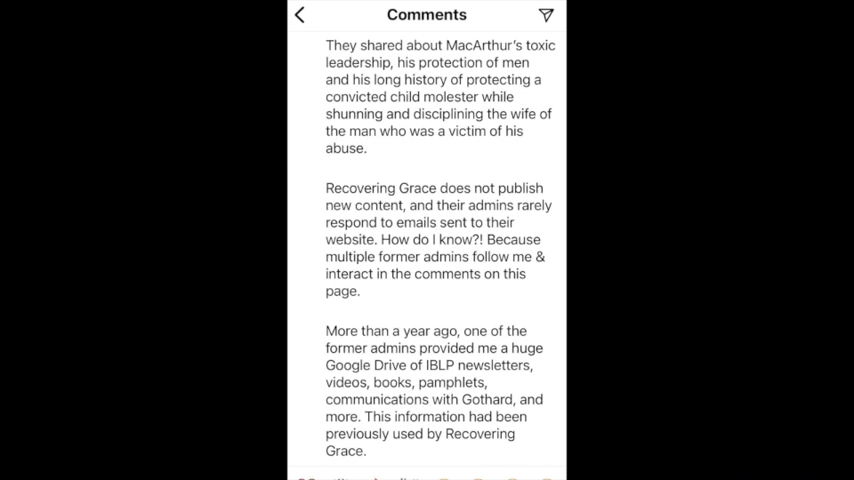 Comments
They shared about MacArthur's toxic
leadership, his protection of men
and his long history of protecting a
convicted child molester while
shunning and disciplining the wife of
the man who was a victim of his
abuse.
Recovering Grace does not publish
new content, and their admins rarely
respond to emails sent to their
website. How do I know?! Because
multiple former admins follow me &
interact in the comments on this
page.
More than a year ago, one of the
former admins provided me a huge
Google Drive of IBLP newsletters,
videos, books, pamphlets,
communications with Gothard, and
more. This information had been
previously used by Recovering
Grace.